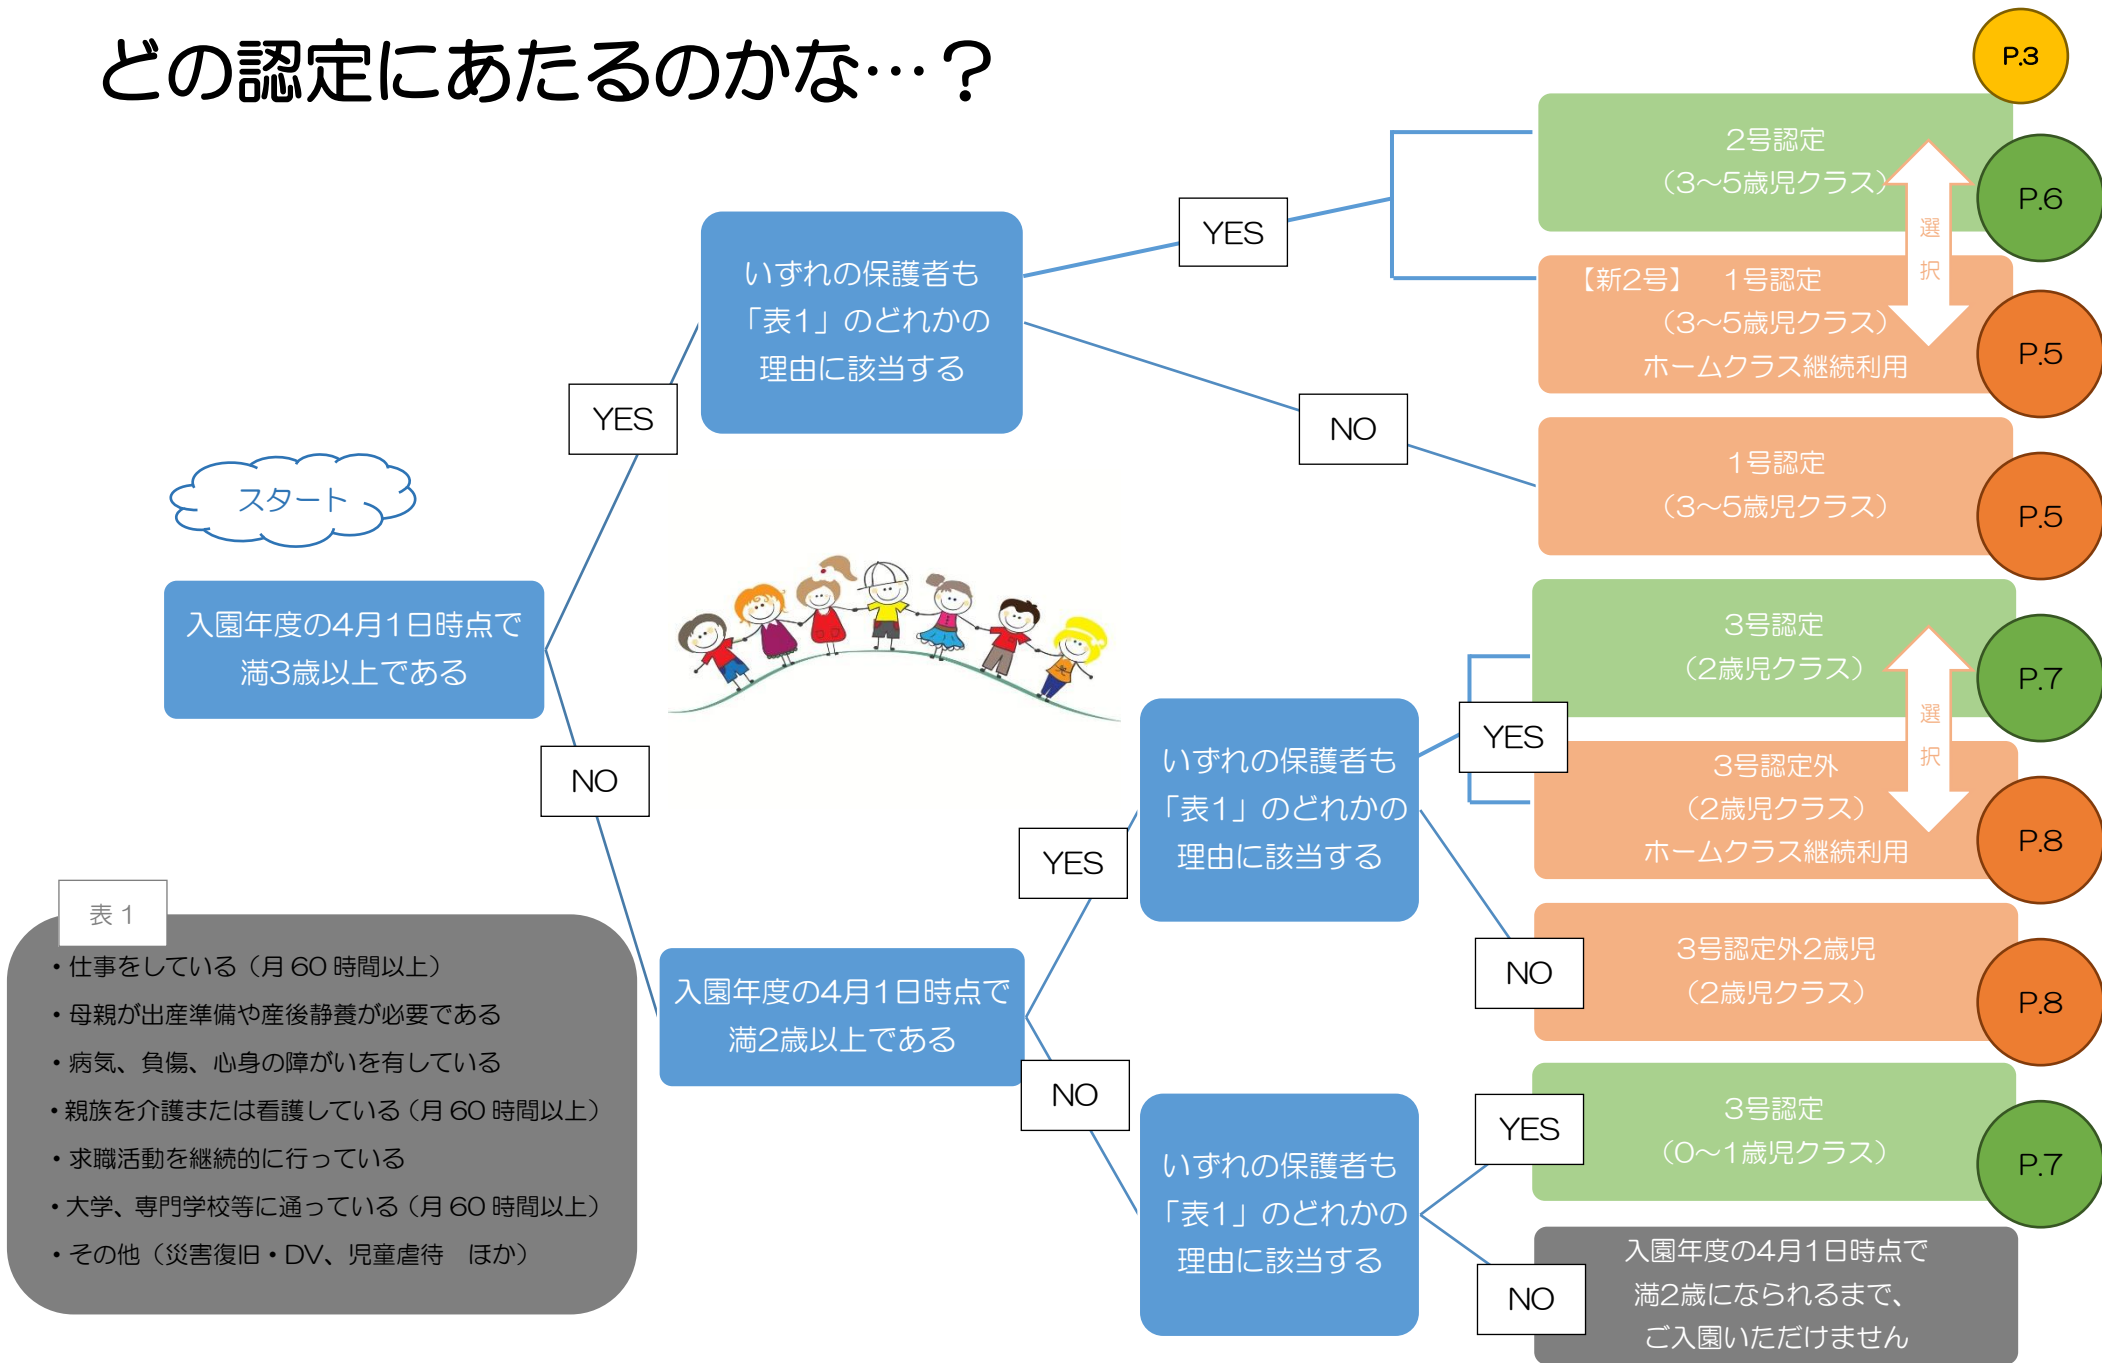 どの認定にあたるのかな…？
P.3
2号認定
（3～5歳児クラス）
P.6
選
択
YES
いずれの保護者も
「表1」のどれかの
理由に該当する
【新2号】　1号認定
（3～5歳児クラス）
ホームクラス継続利用
P.5
YES
NO
1号認定
（3～5歳児クラス）
P.5
スタート
入園年度の4月1日時点で
満3歳以上である
NO
3号認定
（2歳児クラス）
P.7
選
択
YES
いずれの保護者も
「表1」のどれかの
理由に該当する
3号認定外
（2歳児クラス）
ホームクラス継続利用
P.8
YES
NO
3号認定外2歳児
（2歳児クラス）
P.8
入園年度の4月1日時点で
満2歳以上である
NO
いずれの保護者も
「表1」のどれかの
理由に該当する
YES
3号認定
（0～1歳児クラス）
P.7
NO
入園年度の4月1日時点で
満2歳になられるまで、
ご入園いただけません
表 1
・仕事をしている（月 60 時間以上）
・母親が出産準備や産後静養が必要である
・病気、負傷、心身の障がいを有している
・親族を介護または看護している（月 60 時間以上）
・求職活動を継続的に行っている
・大学、専門学校等に通っている（月 60 時間以上）
・その他（災害復旧・DV、児童虐待　ほか）